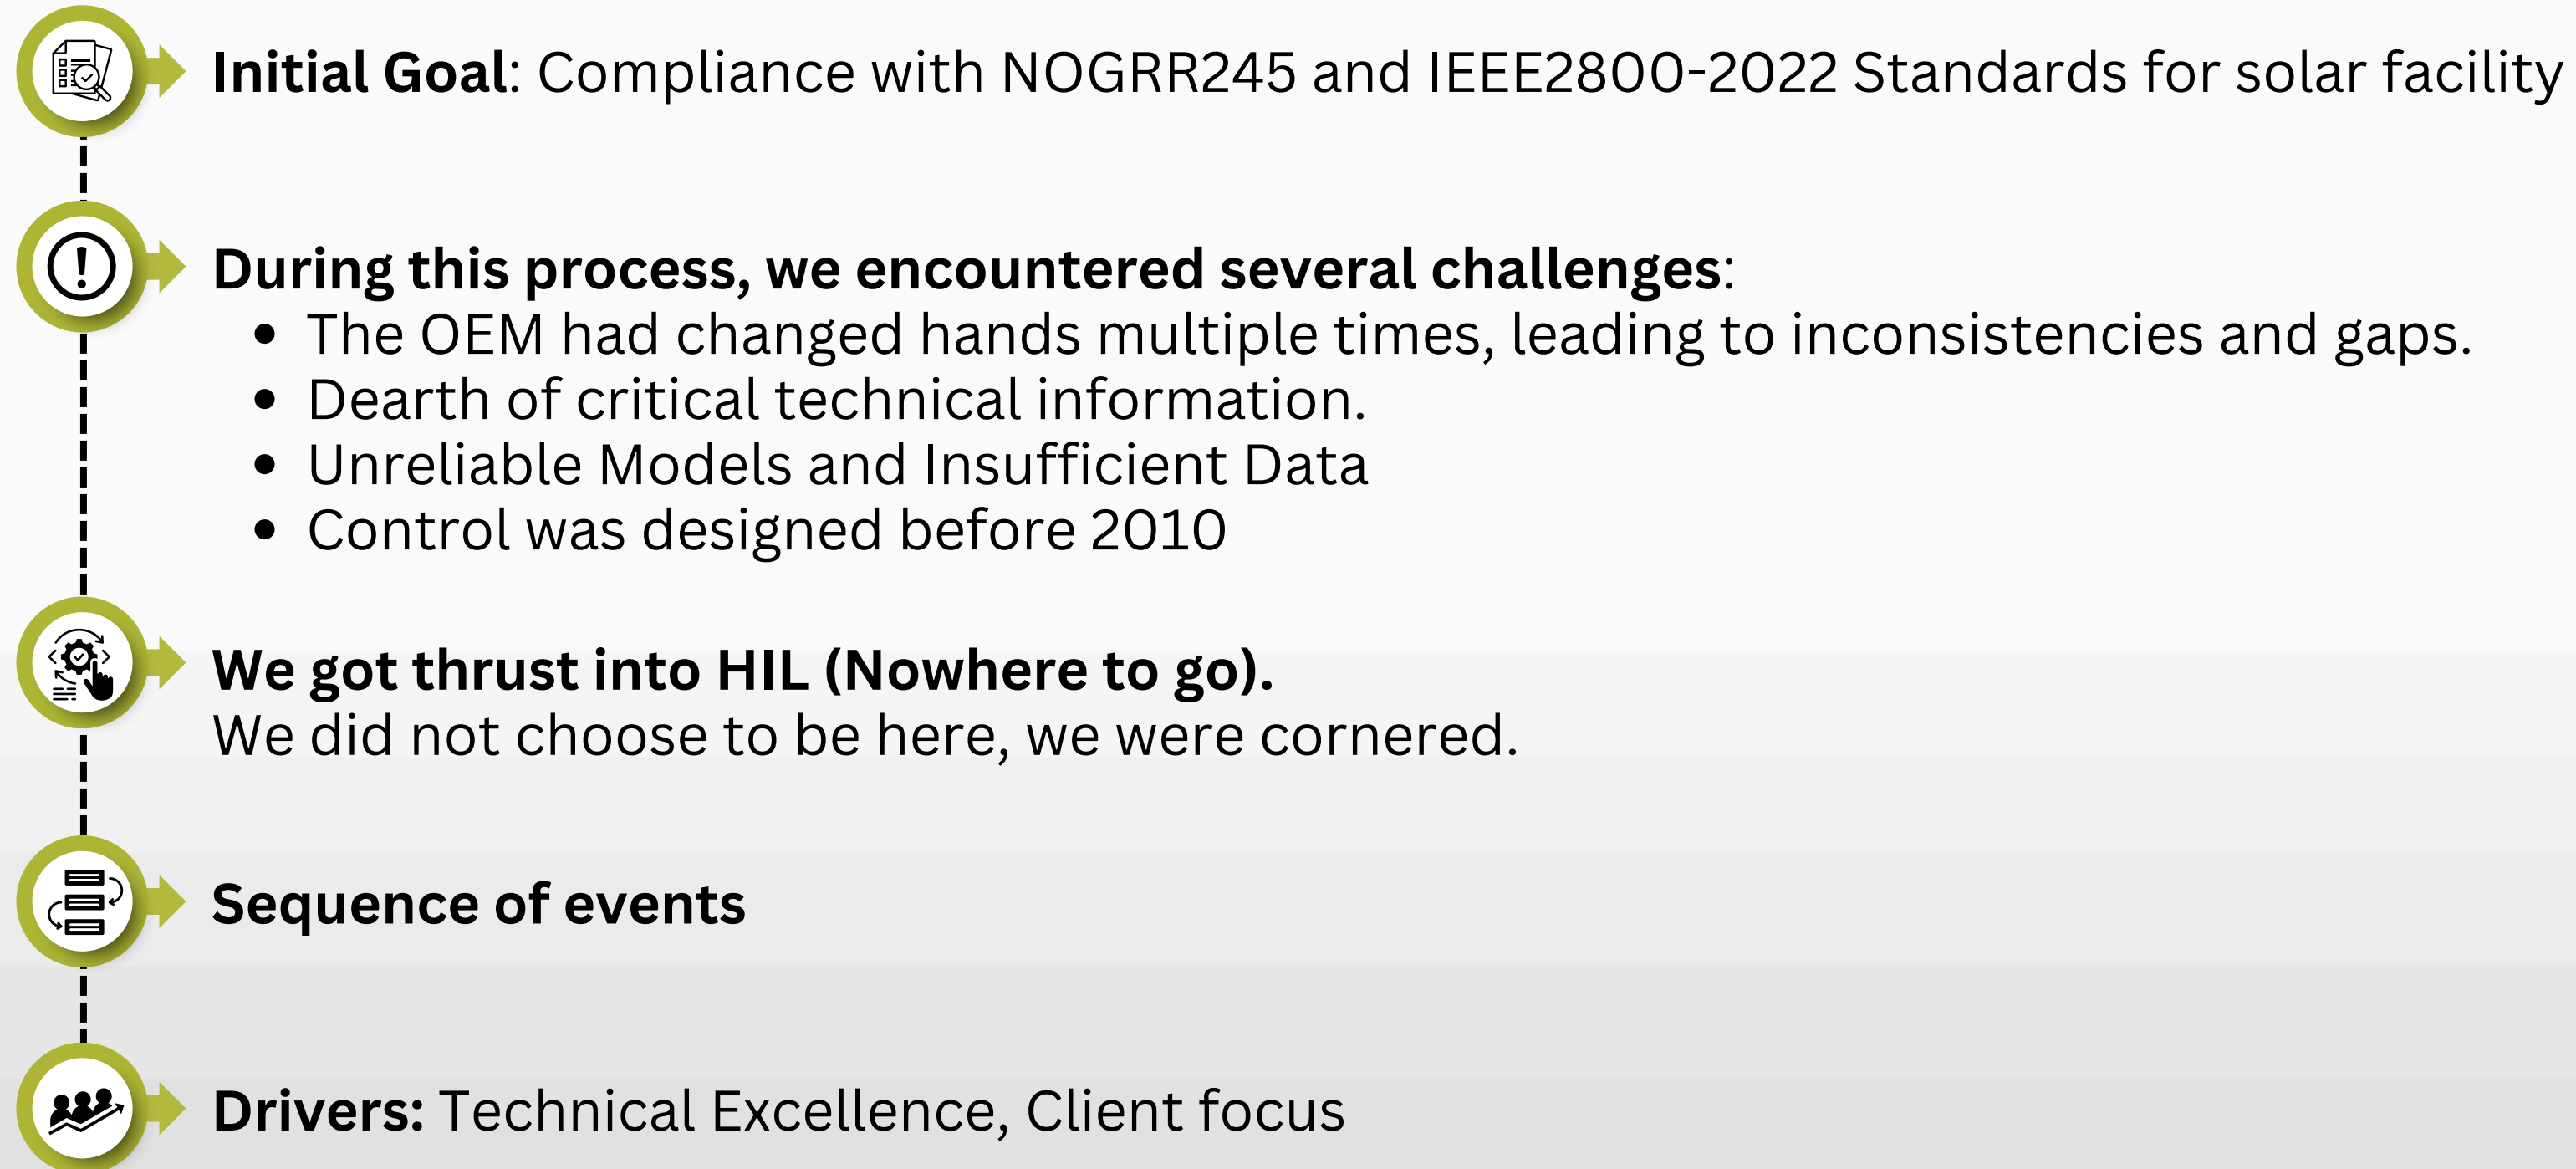 Initial Goal: Compliance with NOGRR245 and IEEE2800-2022 Standards for solar facility
During this process, we encountered several challenges:
• The OEM had changed hands multiple times, leading to inconsistencies and gaps.
• Dearth of critical technical information.
• Unreliable Models and Insufficient Data
• Control was designed before 2010
We got thrust into HIL (Nowhere to go).
We did not choose to be here, we were cornered.
Sequence of events
Drivers: Technical Excellence, Client focus